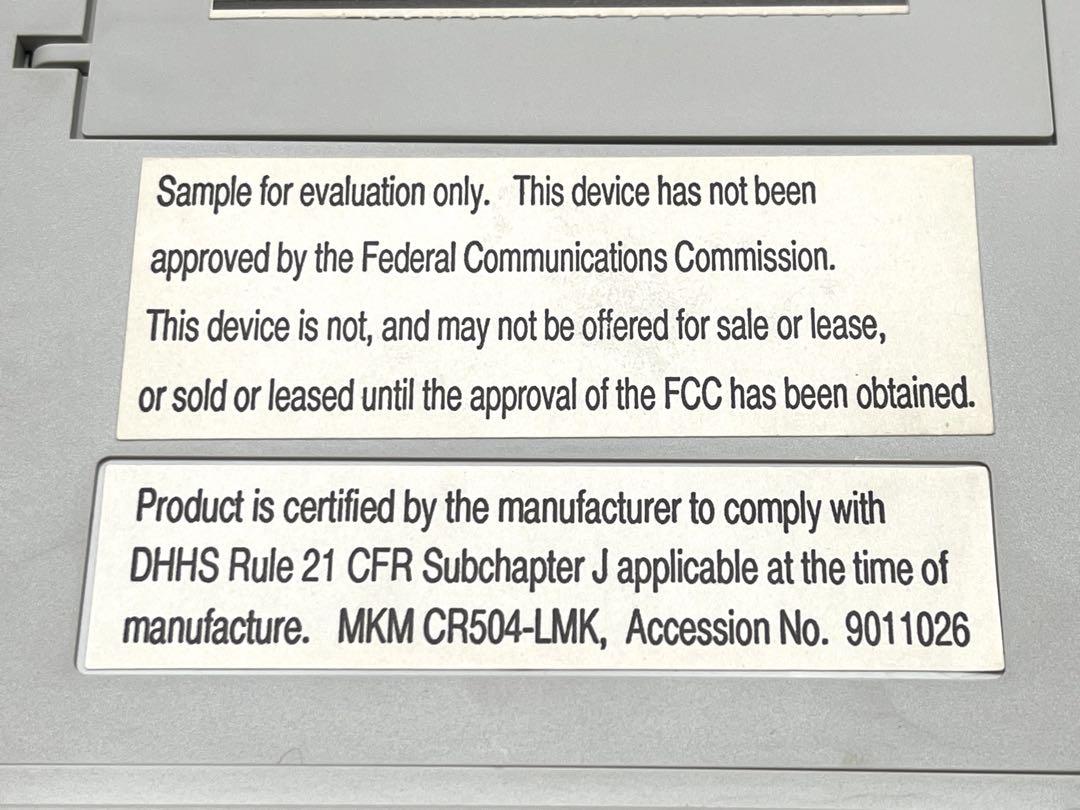 Sample for evaluation only. This device has not been
approved by the Federal Communications Commission.
This device is not, and may not be offered for sale or lease,
or sold or leased until the approval of the FCC has been obtained.
Product is certified by the manufacturer to comply with
DHHS Rule 21 CFR Subchapter J applicable at the time of
manufacture. MKM CR504-LMK, Accession No. 9011026